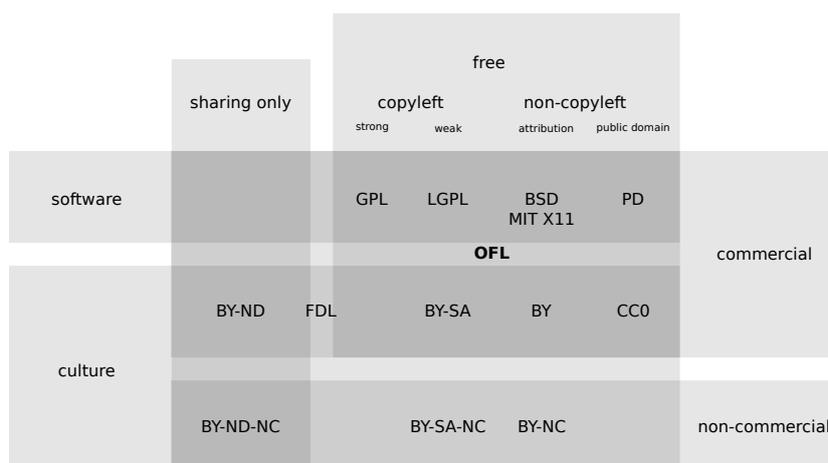 free
sharing only copyleft non-copyleft
strong weak attribution public domain
software GPL LGPL BSD PD
MIT X11
OFL commercial
BY-ND FDL BY-SA BY CC0
culture
BY-ND-NC BY-SA-NC BY-NC non-commercial